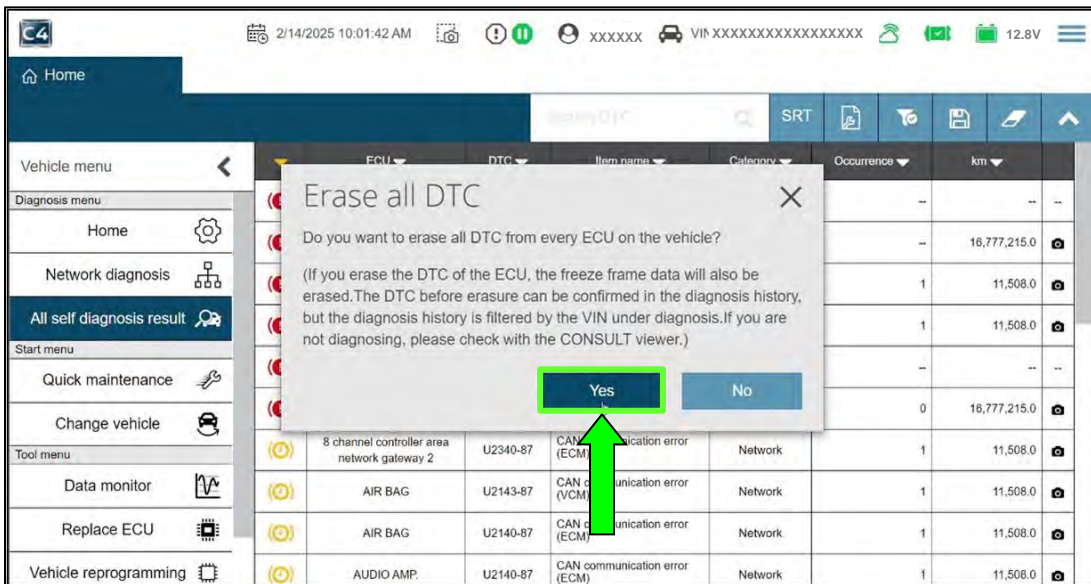 C4
2/14/2025 10:01:42 AM
XXXXXX
VIN XXXXXXXXXXXXXXXXX
12.8V
Home
SRT
Vehicle menu
ECU
DTC
Item name
Category
Occurrence
km
Diagnosis menu
Home
Network diagnosis
All self diagnosis result
Start menu
Quick maintenance
Change vehicle
Tool menu
Data monitor
Replace ECU
Vehicle reprogramming
Erase all DTC
Do you want to erase all DTC from every ECU on the vehicle?
(If you erase the DTC of the ECU, the freeze frame data will also be
erased.The DTC before erasure can be confirmed in the diagnosis history,
but the diagnosis history is filtered by the VIN under diagnosis.If you are
not diagnosing, please check with the CONSULT viewer.)
Yes
No
-- -- --
-- 16,777,215.0
1 11,508.0
1 11,508.0
-- -- --
0 16,777,215.0
8 channel controller area
network gateway 2
U2340-87
CAN communication error
(ECM)
Network
1
11,508.0
AIR BAG
U2143-87
CAN communication error
(VCM)
Network
1
11,508.0
AIR BAG
U2140-87
CAN communication error
(ECM)
Network
1
11,508.0
AUDIO AMP.
U2140-87
CAN communication error
(ECM)
Network
1
11,508.0